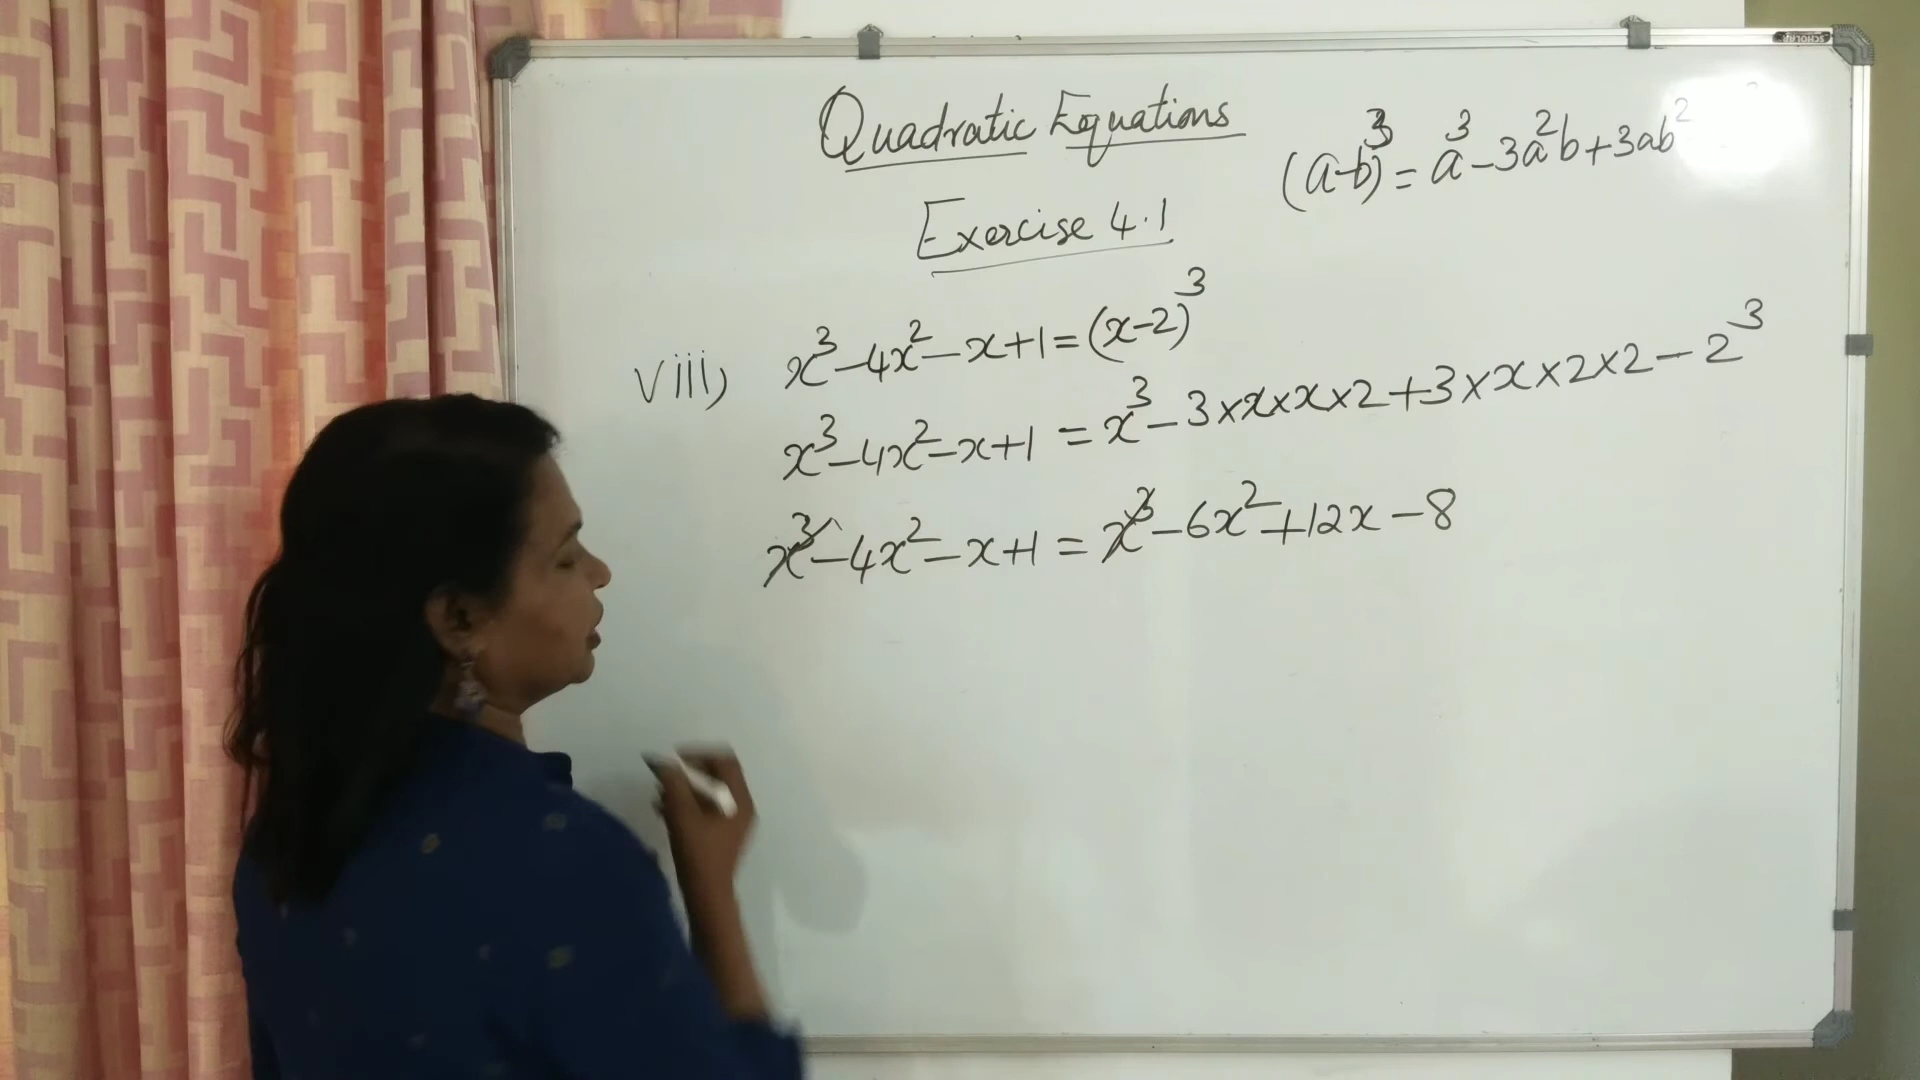 Quadratic Equations
(a-b)³ = a³ - 3a²b + 3ab²
Exercise 4.1
viii) x³ - 4x² - x + 1 = (x-2)³
x³ - 4x² - x + 1 = x³ - 3 × x × x × 2 + 3 × x × 2 × 2 - 2³
x³ - 4x² - x + 1 = x³ - 6x² + 12x - 8